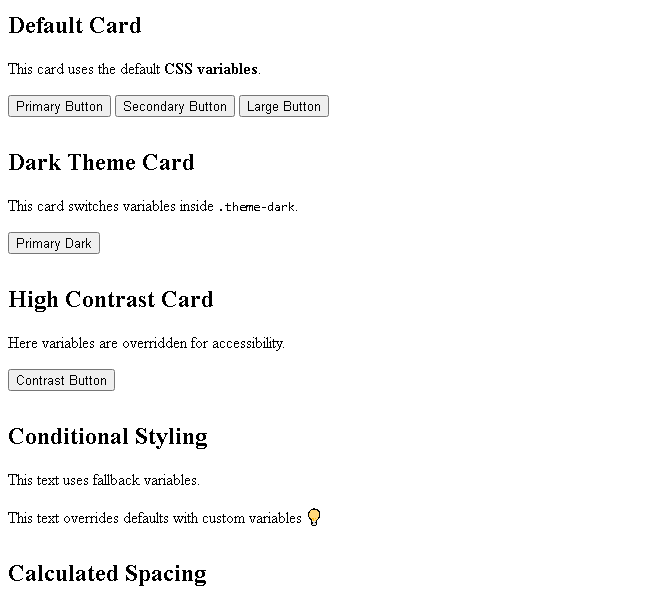 Default Card
This card uses the default CSS variables.
Primary Button Secondary Button Large Button
Dark Theme Card
This card switches variables inside .theme-dark.
Primary Dark
High Contrast Card
Here variables are overridden for accessibility.
Contrast Button
Conditional Styling
This text uses fallback variables.
This text overrides defaults with custom variables 💡
Calculated Spacing